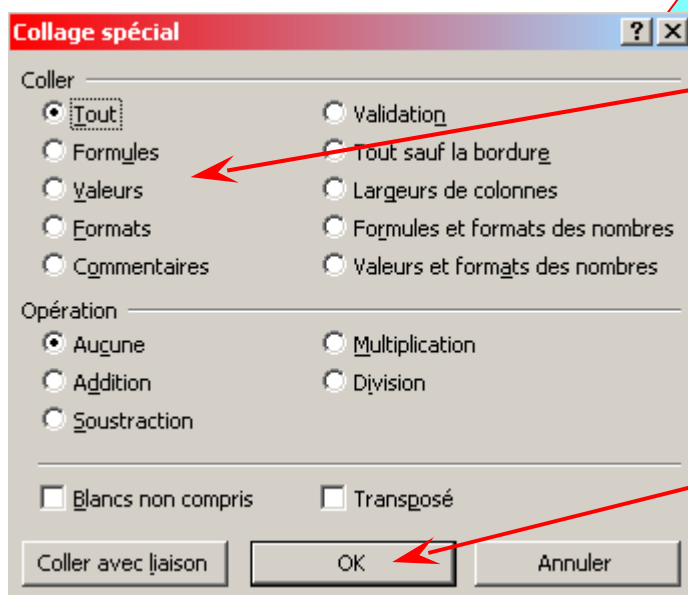 Collage spécial
Coller
Tout
Validation
Formules
Tout sauf la bordure
Valeurs
Largeurs de colonnes
Formats
Formules et formats des nombres
Commentaires
Valeurs et formats des nombres
Opération
Aucune
Multiplication
Addition
Division
Soustraction
Blancs non compris
Transposé
Coller avec liaison
OK
Annuler